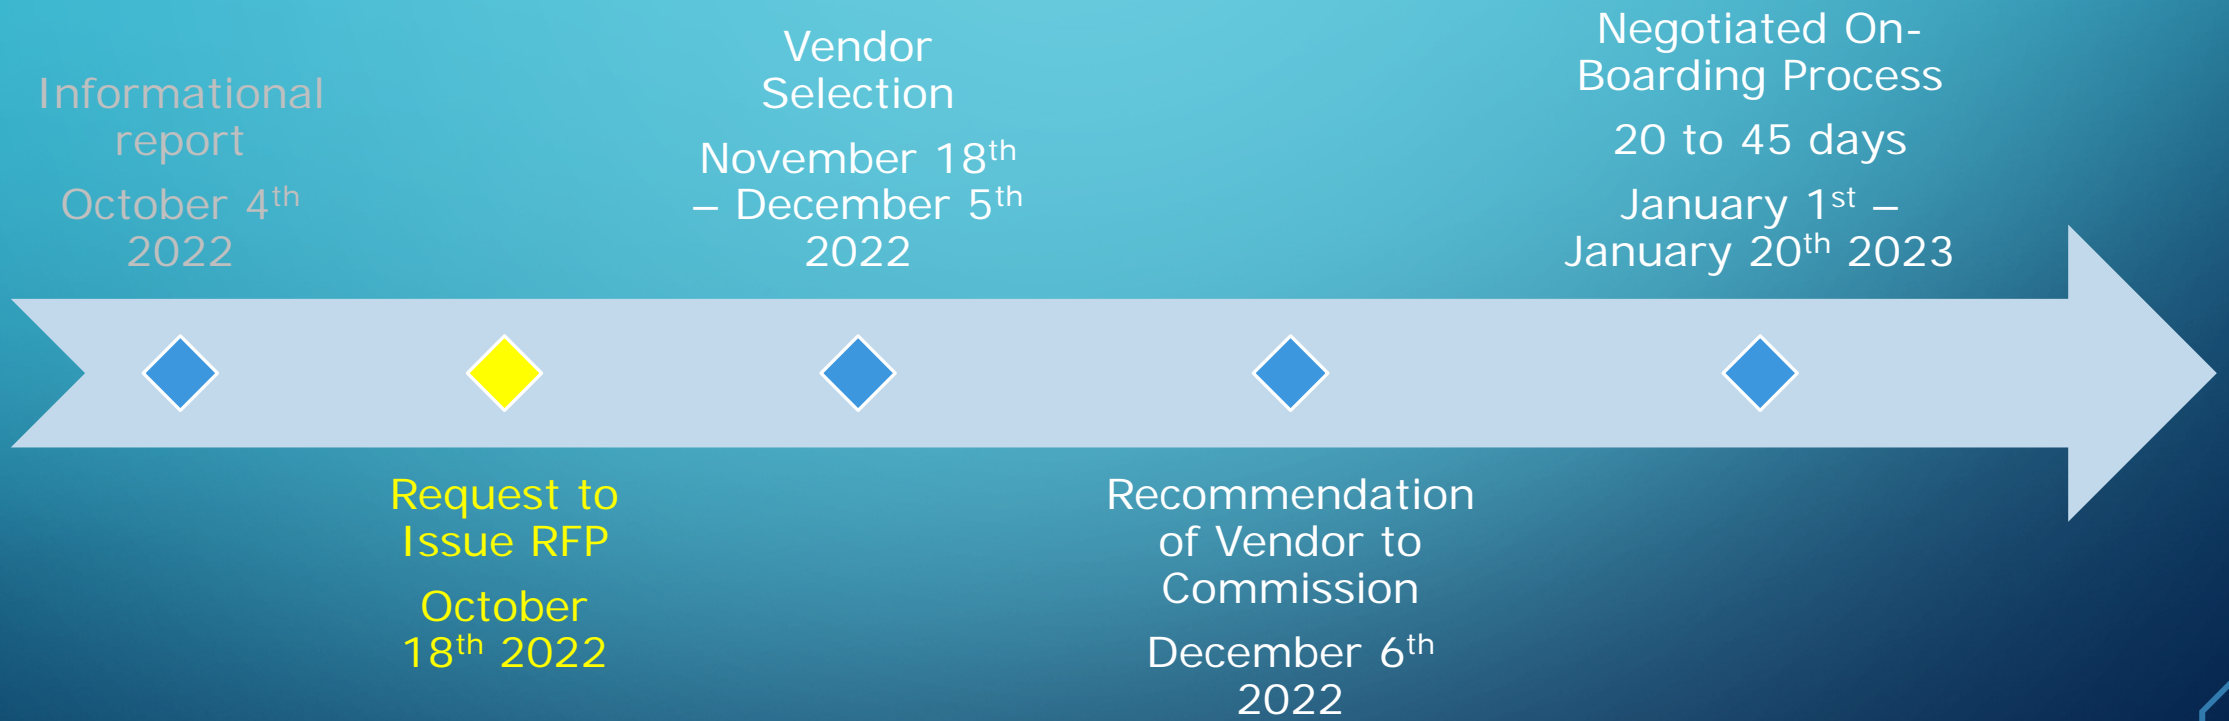 Informational
report
October 4th
2022
Request to
Issue RFP
October
18th 2022
Vendor
Selection
November 18th
– December 5th
2022
Recommendation
of Vendor to
Commission
December 6th
2022
Negotiated On-
Boarding Process
20 to 45 days
January 1st –
January 20th 2023